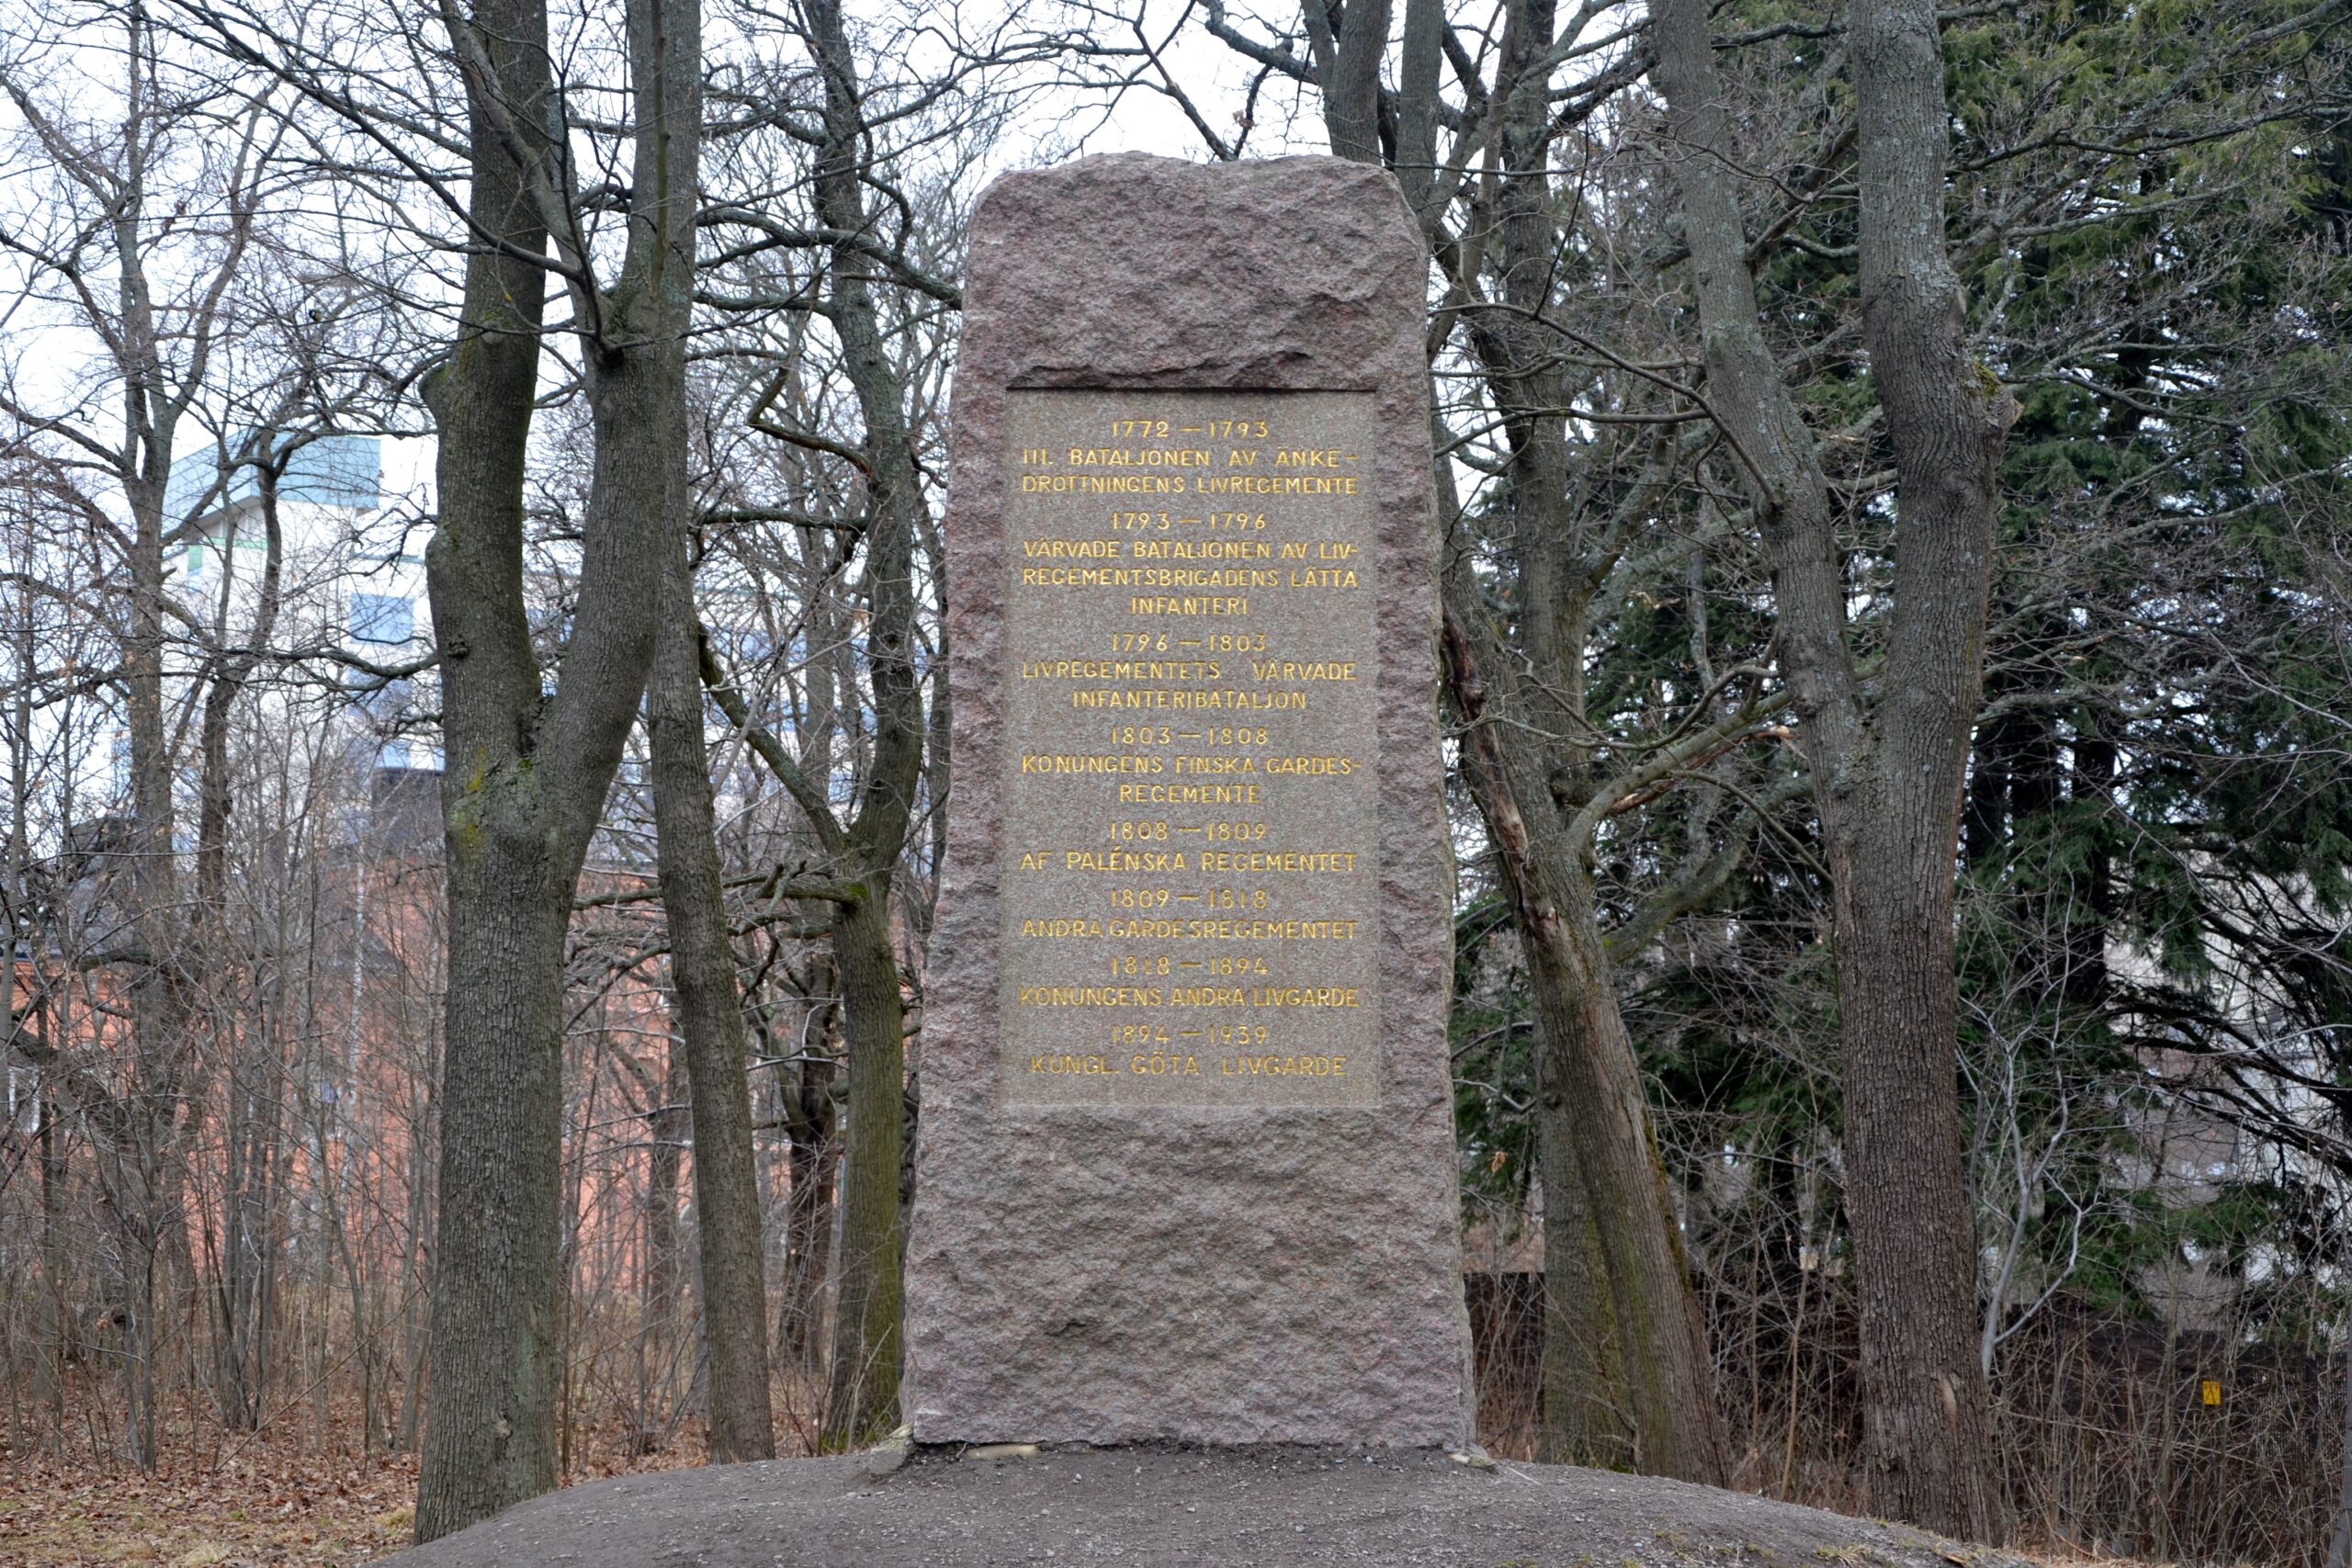 1772 — 1793
III. BATALJONEN AV ÄNKE-
DROTTNINGENS LIVREGEMENTE
1793 — 1796
VÄRVADE BATALJONEN AV LIV-
REGEMENTSBRIGADENS LÄTTA
INFANTERI
1796 — 1803
LIVREGEMENTETS VÄRVADE
INFANTERIBATALJON
1803 — 1808
KONUNGENS FINSKA GARDES-
REGEMENTE
1808 — 1809
AF PALÉNSKA REGEMENTET
1809 — 1818
ANDRA GARDESREGEMENTET
1818 — 1894
KONUNGENS ANDRA LIVGARDE
1894 — 1939
KUNGL. GÖTA LIVGARDE